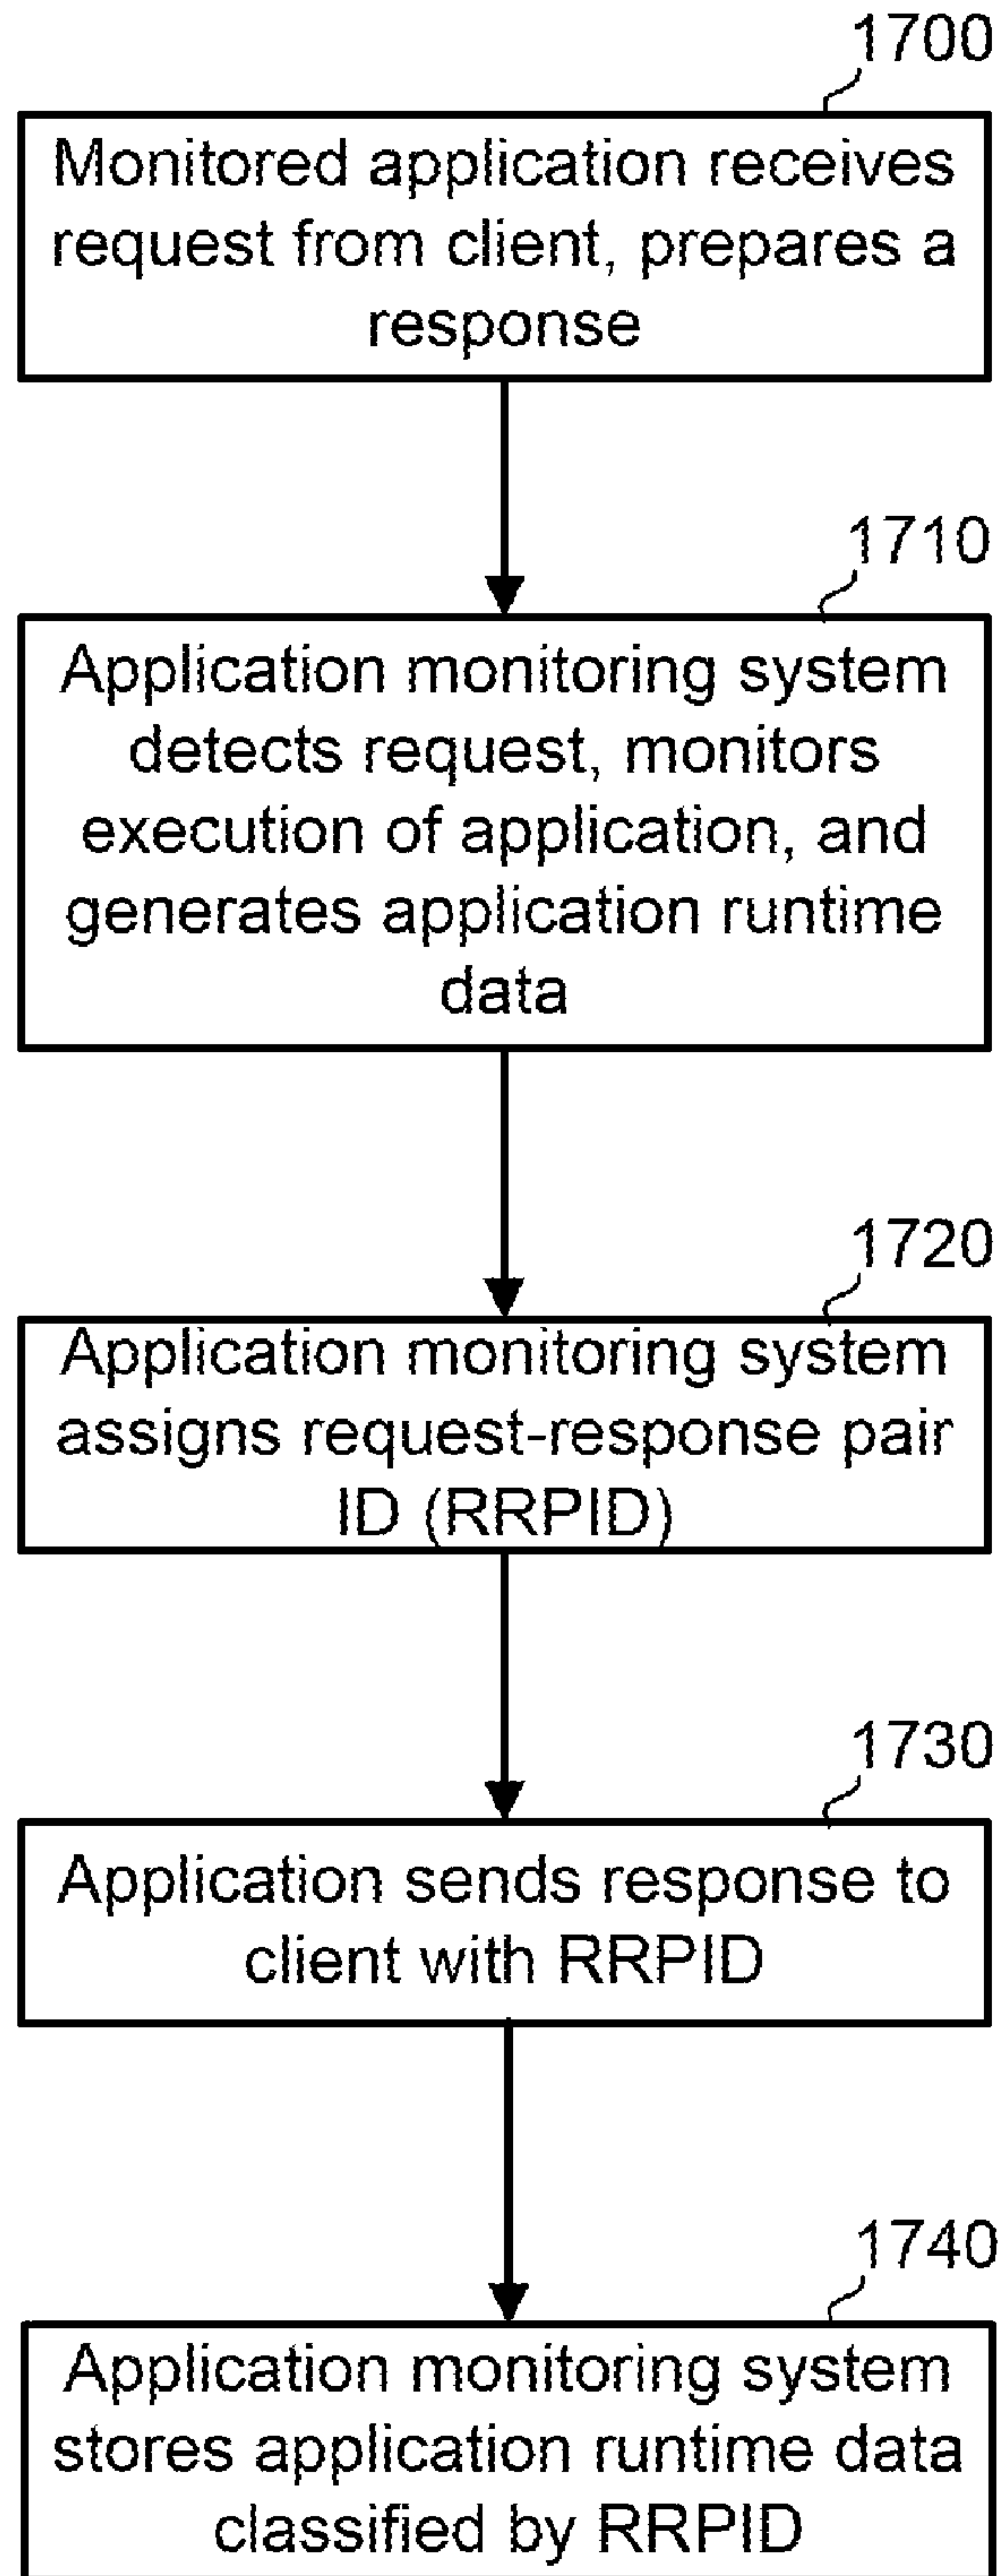 1700
Monitored application receives
request from client, prepares a
response
1710
Application monitoring system
detects request, monitors
execution of application, and
generates application runtime
data
1720
Application monitoring system
assigns request-response pair
ID (RRPID)
1730
Application sends response to
client with RRPID
1740
Application monitoring system
stores application runtime data
classified by RRPID